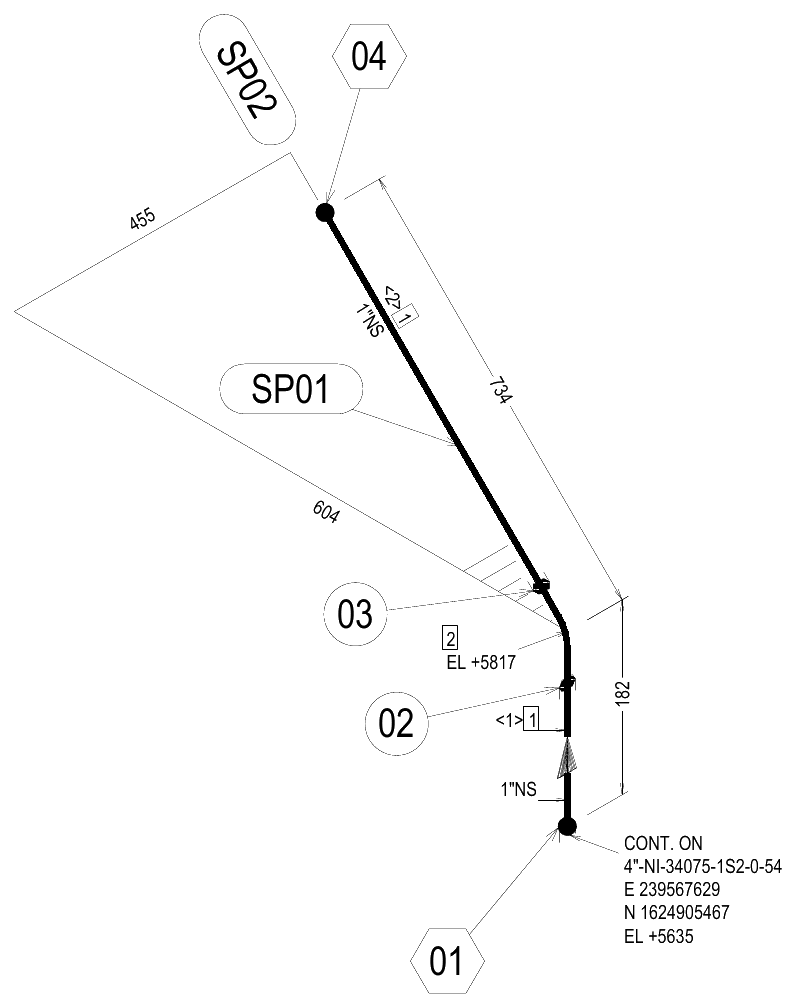 SP02
04
455
<2> 1
1"NS
SP01
734
604
03
2
EL +5817
182
02
<1> 1
1"NS
CONT. ON
4"-NI-34075-1S2-0-54
E 239567629
N 1624905467
EL +5635
01